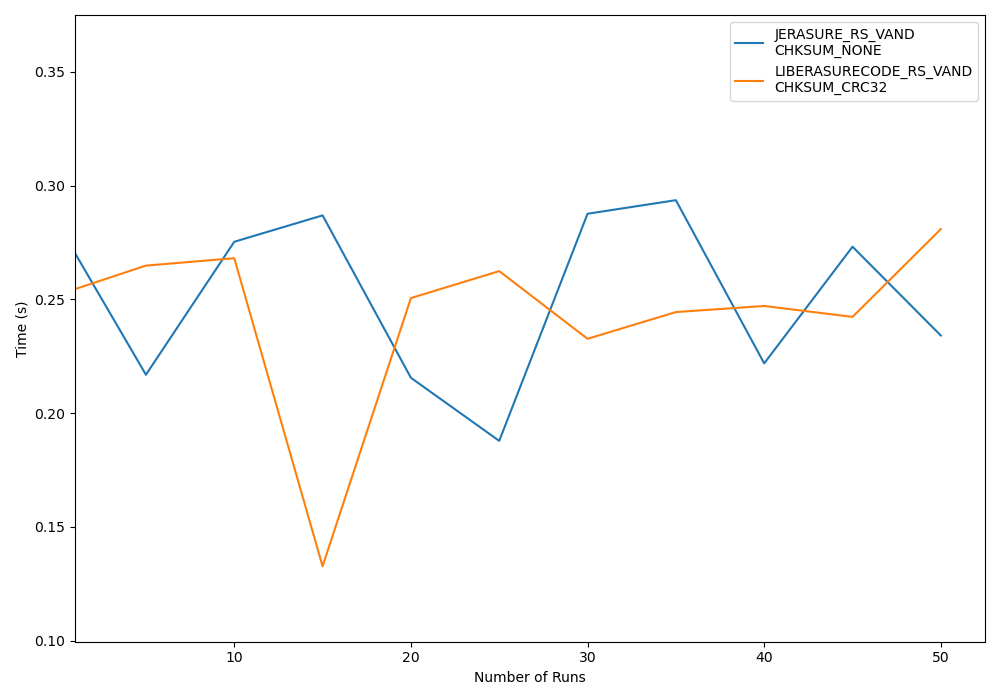 JERASURE_RS_VAND
CHKSUM_NONE
LIBERASURECODE_RS_VAND
CHKSUM_CRC32
0.35
0.30
0.25
0.20
0.15
0.10
Time (s)
10 20 30 40 50
Number of Runs